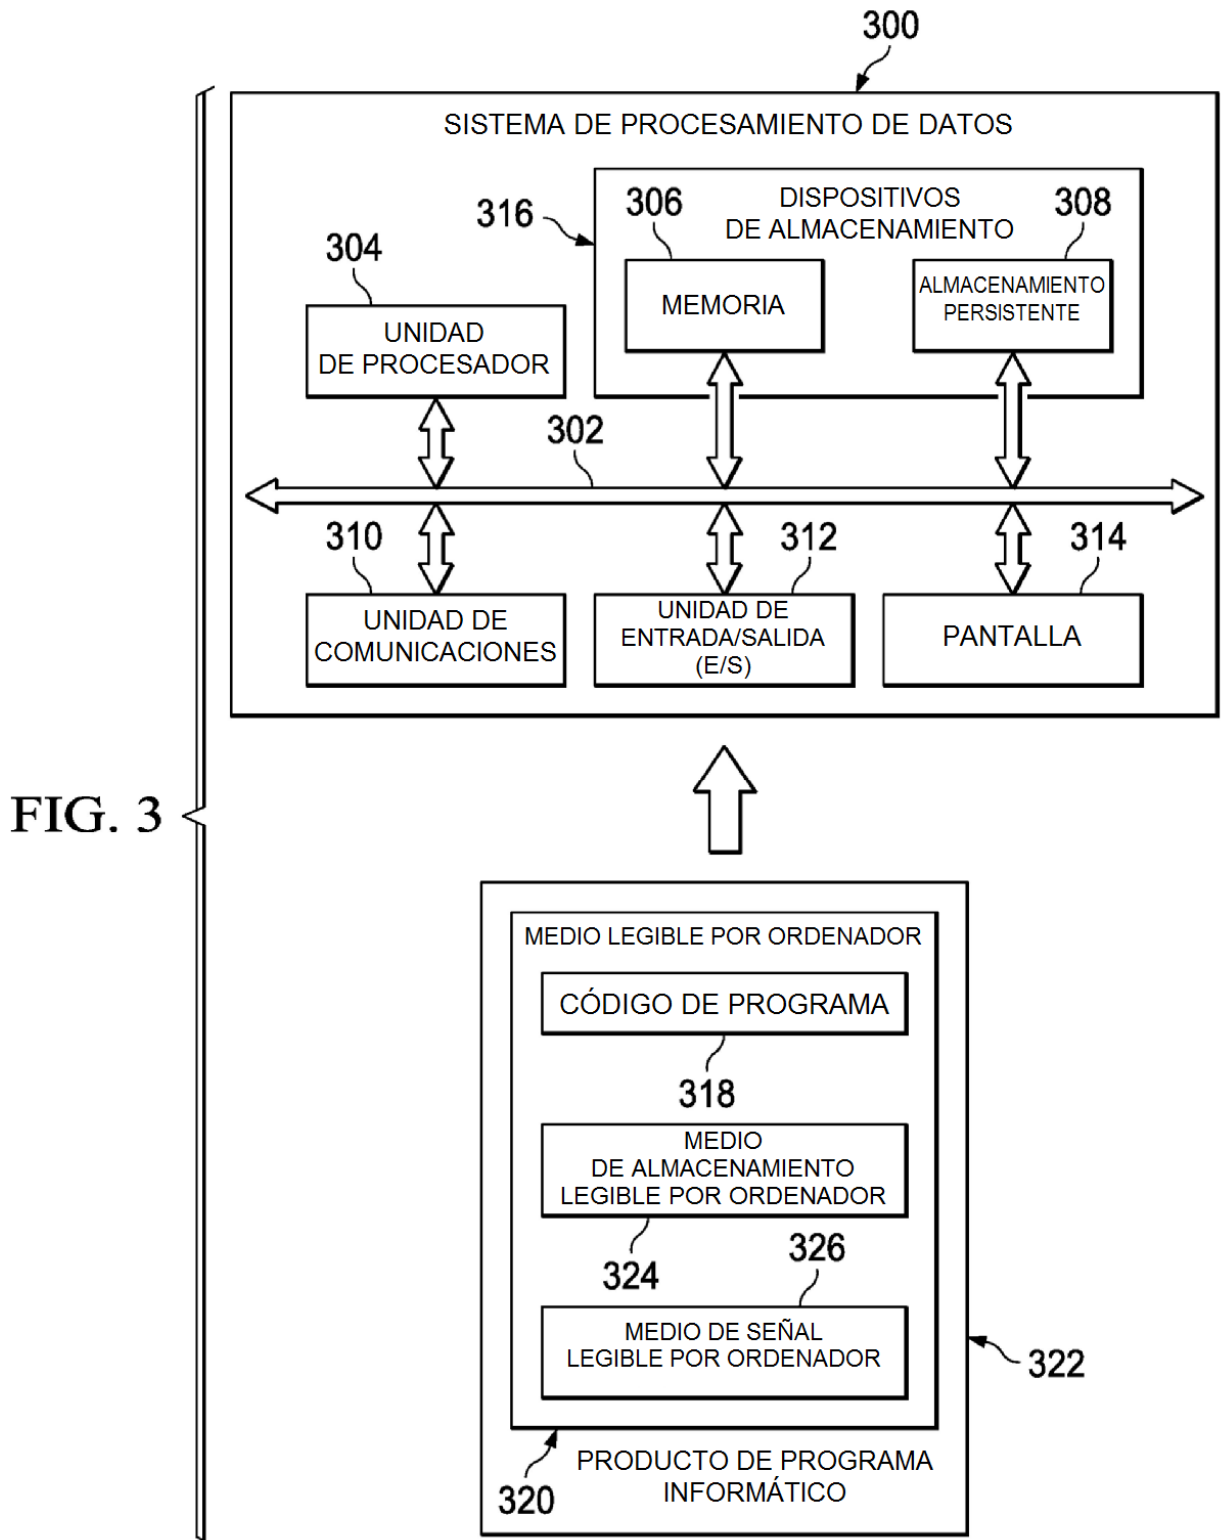 300
SISTEMA DE PROCESAMIENTO DE DATOS
316
306
DISPOSITIVOS
DE ALMACENAMIENTO
308
304
MEMORIA
ALMACENAMIENTO
PERSISTENTE
UNIDAD
DE PROCESADOR
302
310
312
314
UNIDAD DE
COMUNICACIONES
UNIDAD DE
ENTRADA/SALIDA
(E/S)
PANTALLA
FIG. 3
MEDIO LEGIBLE POR ORDENADOR
CÓDIGO DE PROGRAMA
318
MEDIO
DE ALMACENAMIENTO
LEGIBLE POR ORDENADOR
324
326
MEDIO DE SEÑAL
LEGIBLE POR ORDENADOR
322
320
PRODUCTO DE PROGRAMA
INFORMÁTICO